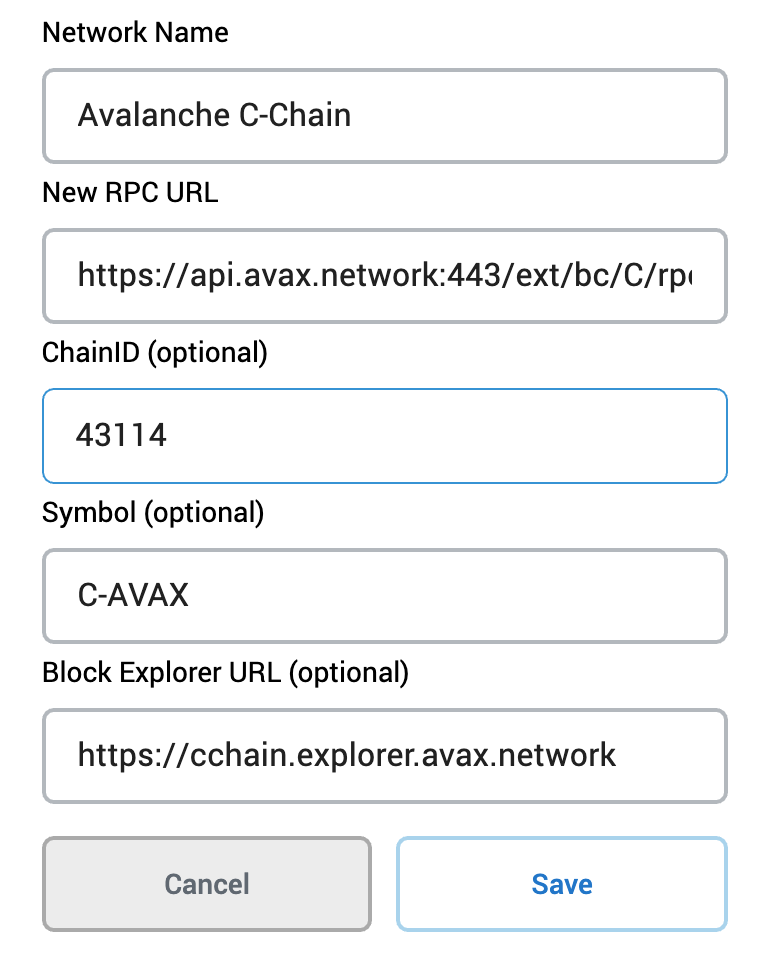 Network Name
Avalanche C-Chain
New RPC URL
https://api.avax.network:443/ext/bc/C/rp
ChainID (optional)
43114
Symbol (optional)
C-AVAX
Block Explorer URL (optional)
https://cchain.explorer.avax.network
Cancel Save